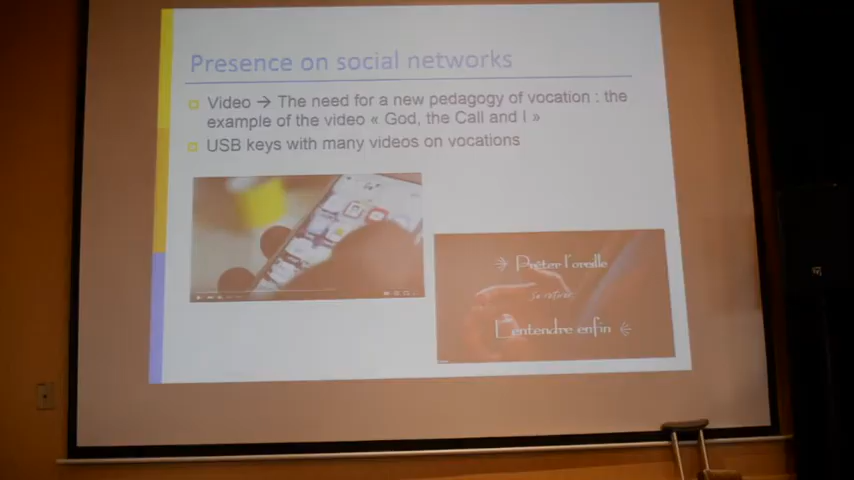 Presence on social networks
Video → The need for a new pedagogy of vocation : the
example of the video « God, the Call and I »
USB keys with many videos on vocations
Prêter l'oreille
L'entendre enfin